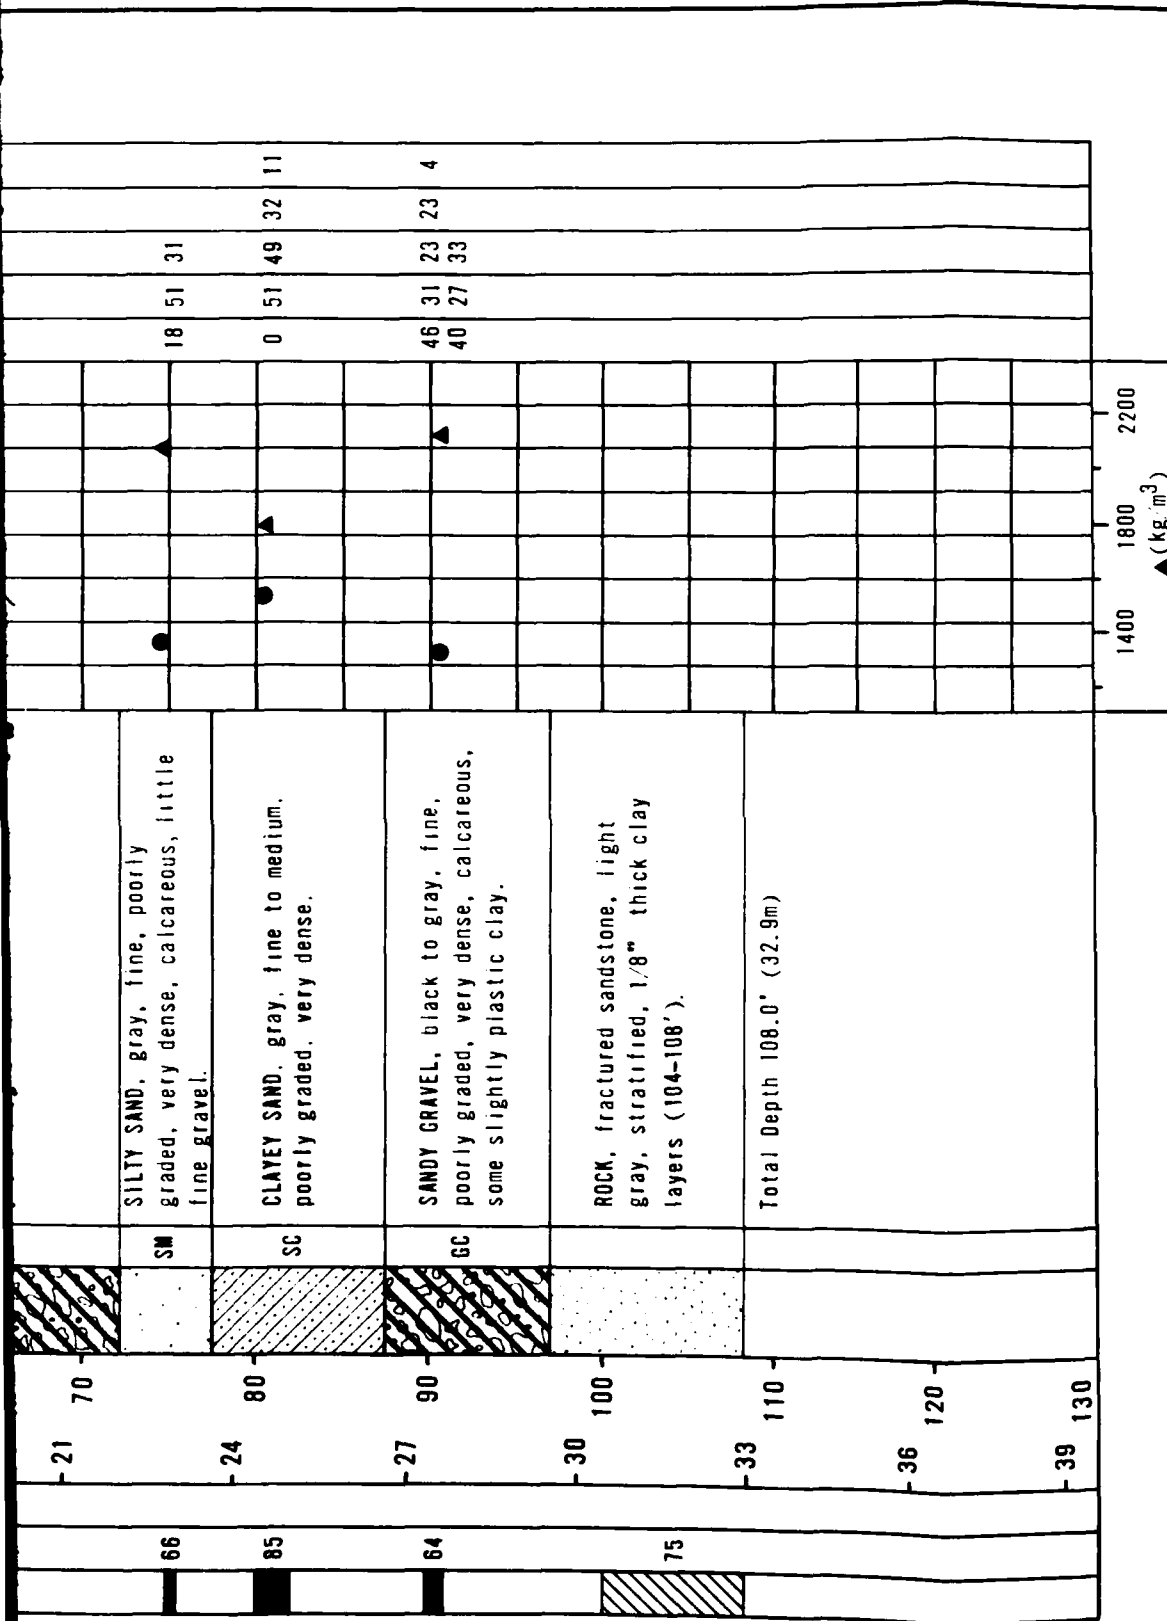 18 51 31
0 51 49 32 11
46 31 23 23 4
40 27 33
SILTY SAND, gray, fine, poorly
graded, very dense, calcareous, little
fine gravel.
SM
CLAYEY SAND, gray, fine to medium,
poorly graded, very dense.
SC
SANDY GRAVEL, black to gray, fine,
poorly graded, very dense, calcareous,
some slightly plastic clay.
GC
ROCK, fractured sandstone, light
gray, stratified, 1/8" thick clay
layers (104-108').
Total Depth 108.0' (32.9m)
70
80
90
100
110
120
130
21
24
27
30
33
36
39
66
85
64
75
1400 1800 2200
▲(kg/m³)